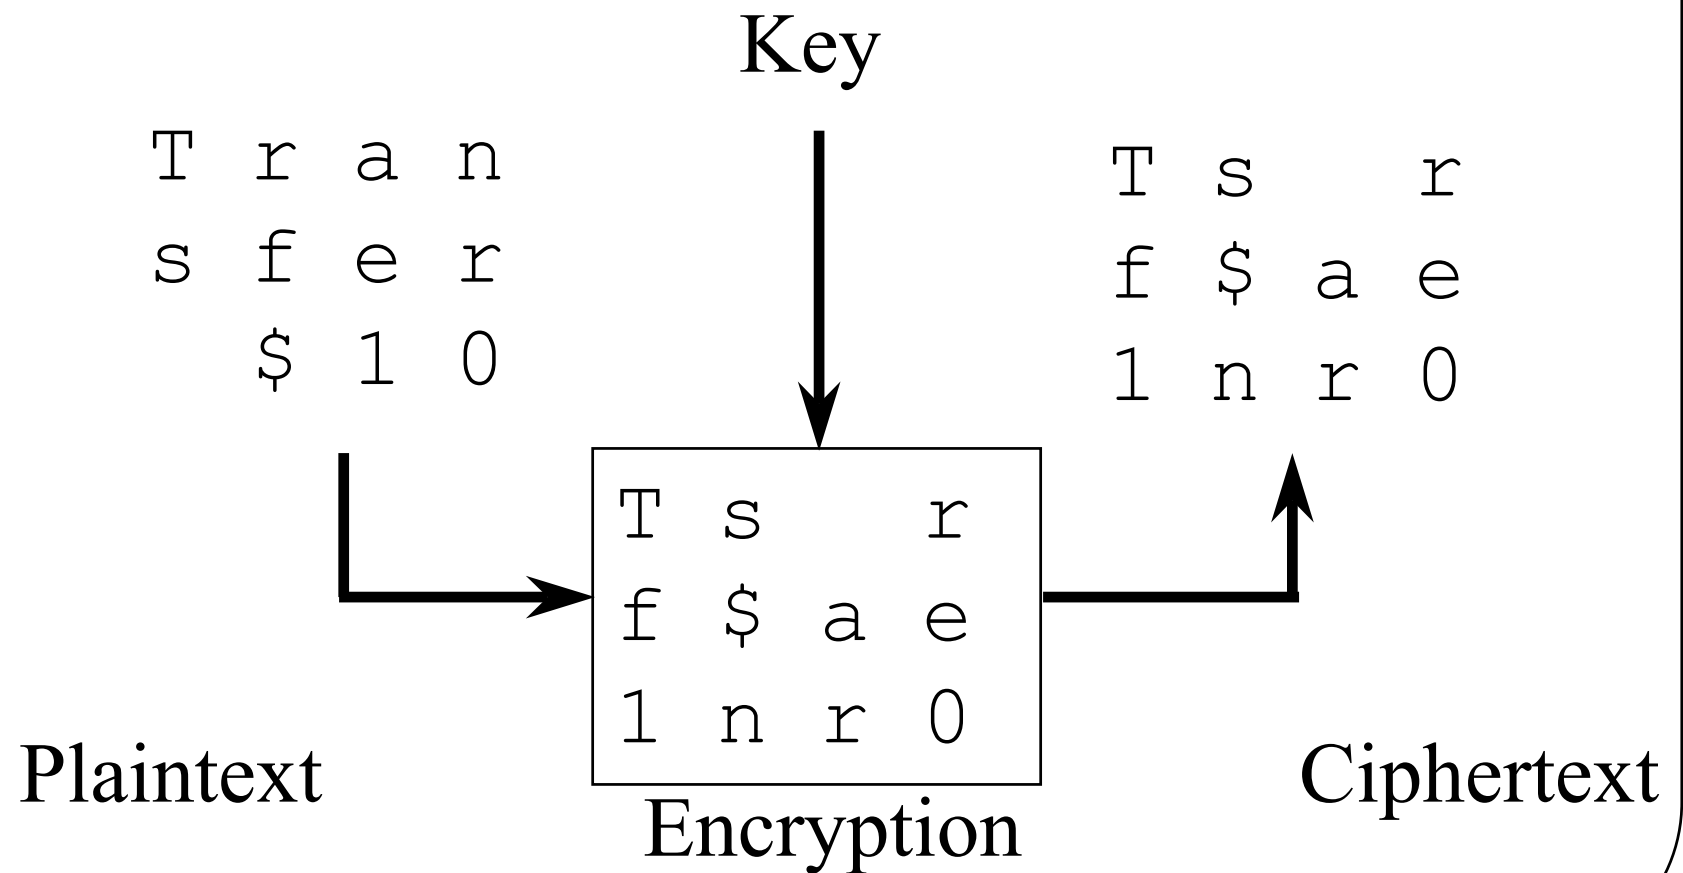 Key
T r a n
s f e r
$ 1 0
T s   r
f $ a e
1 n r 0
T s   r
f $ a e
1 n r 0
Plaintext
Encryption
Ciphertext